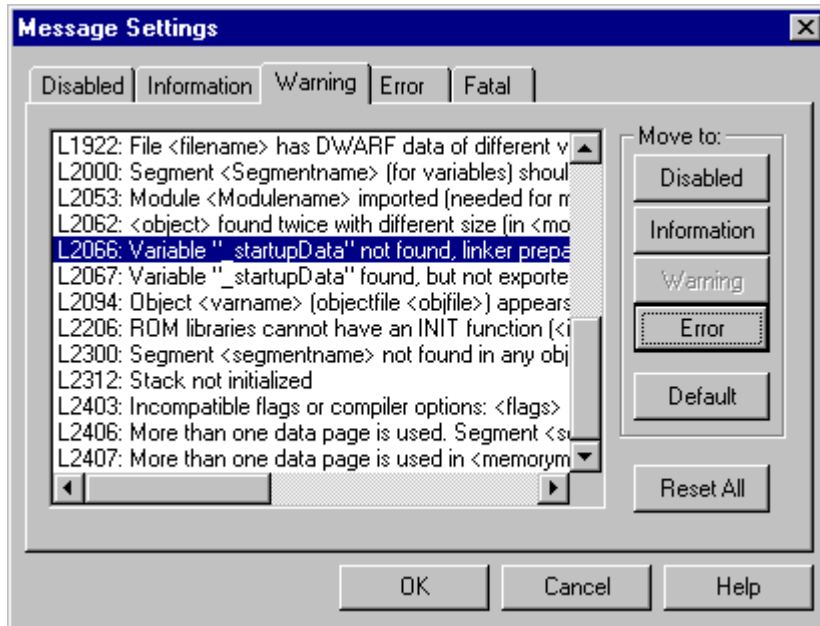 Message Settings
Disabled Information Warning Error Fatal
L1922: File <filename> has DWARF data of different v
L2000: Segment <Segmentname> (for variables) shoul
L2053: Module <Modulename> imported (needed for m
L2062: <object> found twice with different size (in <mo
L2066: Variable "_startupData" not found, linker prepa
L2067: Variable "_startupData" found, but not exporte
L2094: Object <varname> (objectfile <objfile>) appears
L2206: ROM libraries cannot have an INIT function (<i
L2300: Segment <segmentname> not found in any obj
L2312: Stack not initialized
L2403: Incompatible flags or compiler options: <flags>
L2406: More than one data page is used. Segment <s
L2407: More than one data page is used in <memorym
Move to:
Disabled
Information
Warning
Error
Default
Reset All
OK Cancel Help